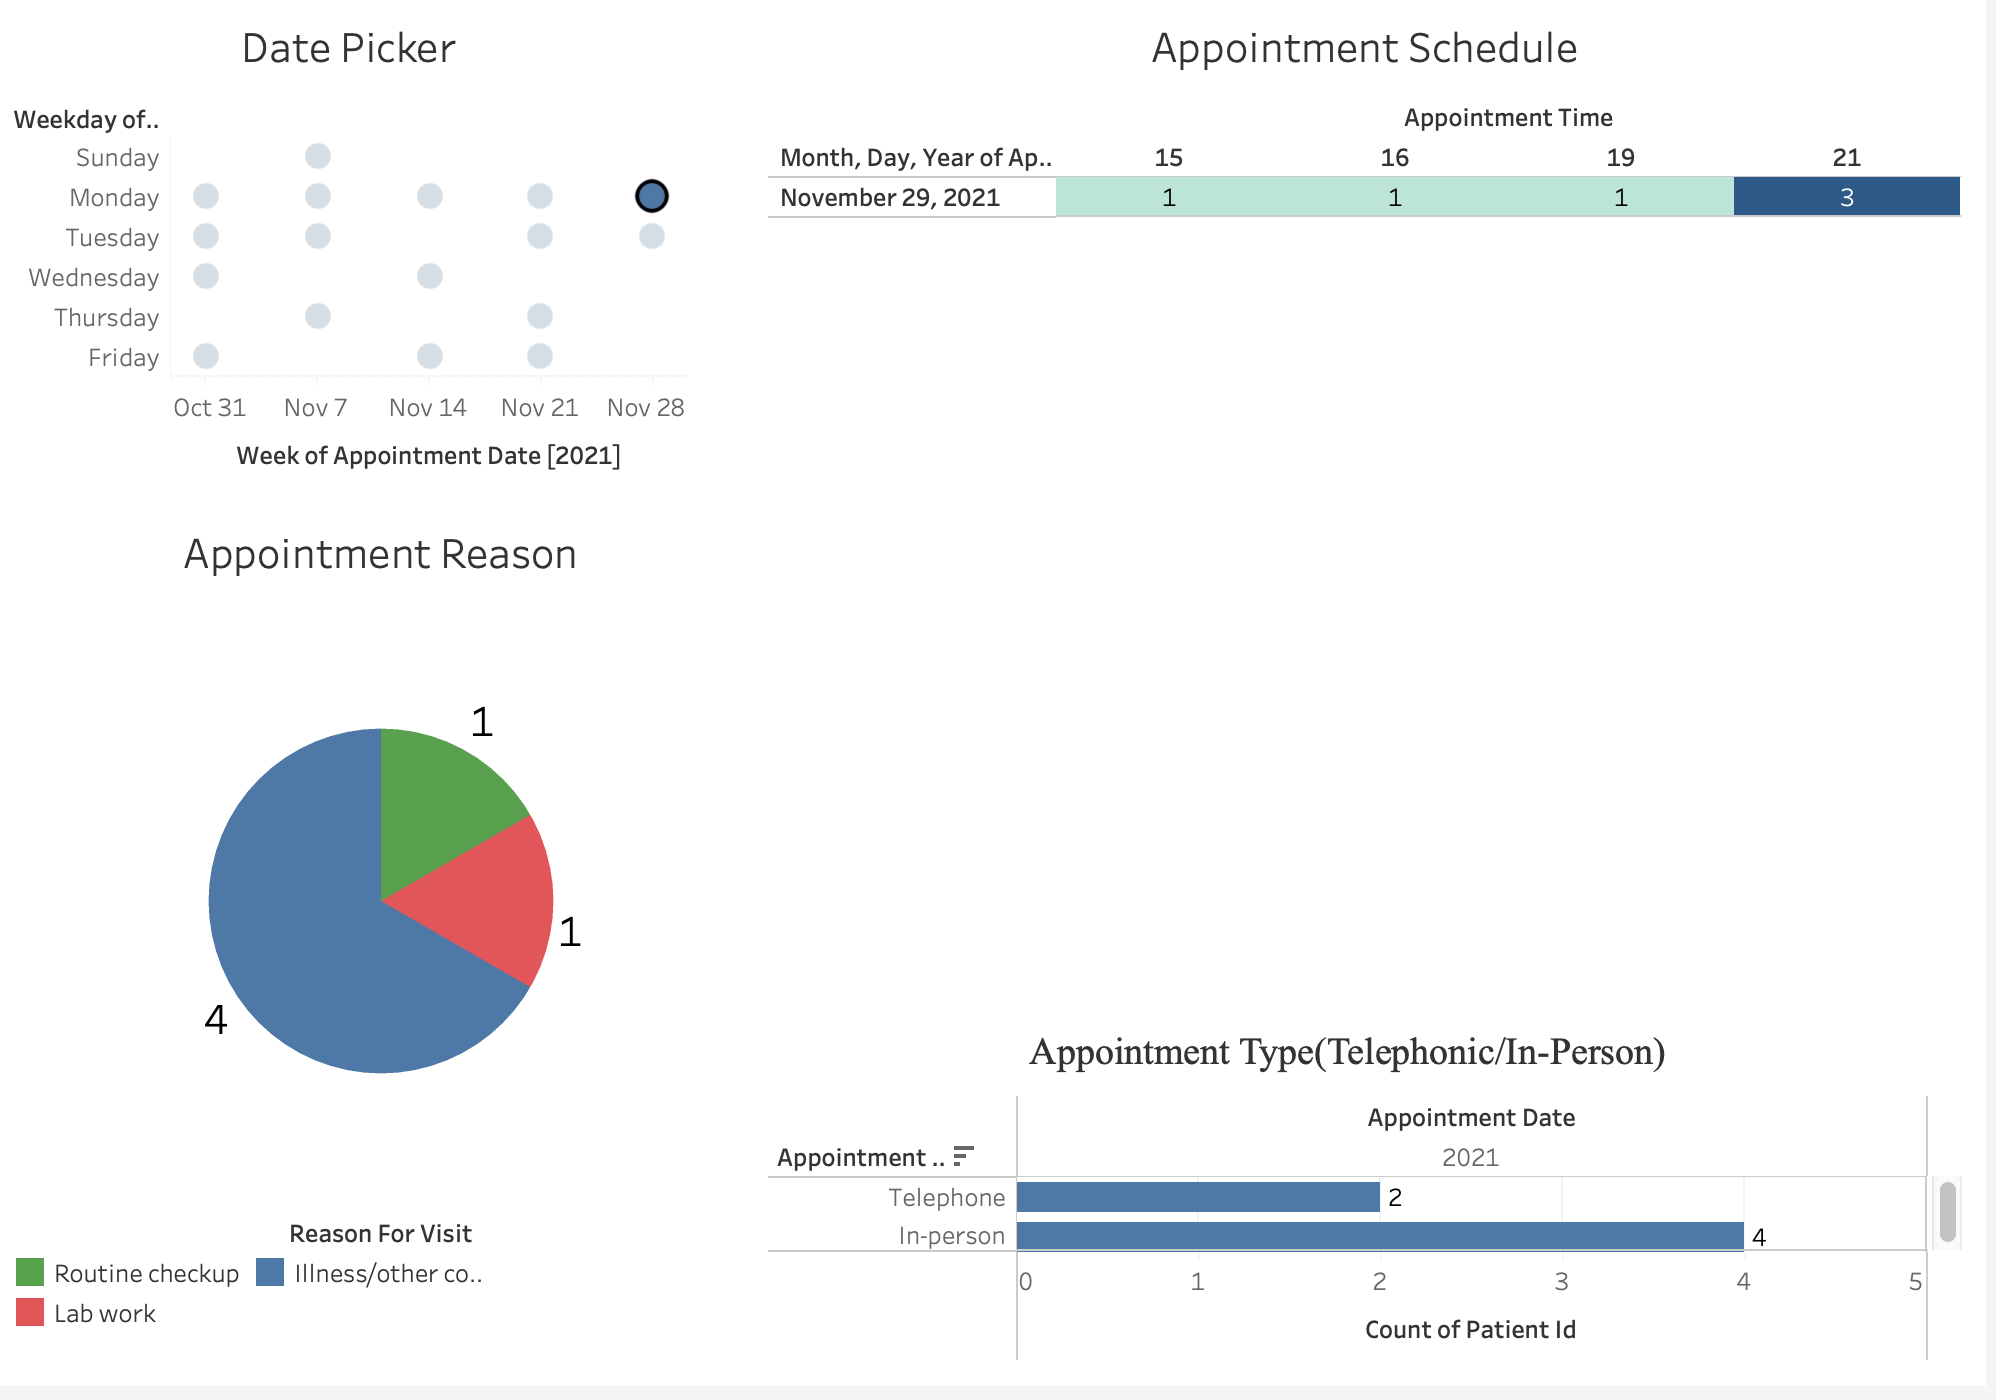 Date Picker
Weekday of..
Sunday
Monday
Tuesday
Wednesday
Thursday
Friday
Oct 31 Nov 7 Nov 14 Nov 21 Nov 28
Week of Appointment Date [2021]
Appointment Schedule
Appointment Time
Month, Day, Year of Ap.. 15 16 19 21
November 29, 2021 1 1 1 3
Appointment Reason
1
1
4
Reason For Visit
Routine checkup Illness/other co..
Lab work
Appointment Type(Telephonic/In-Person)
Appointment Date
Appointment .. 2021
Telephone 2
In-person 4
0 1 2 3 4 5
Count of Patient Id